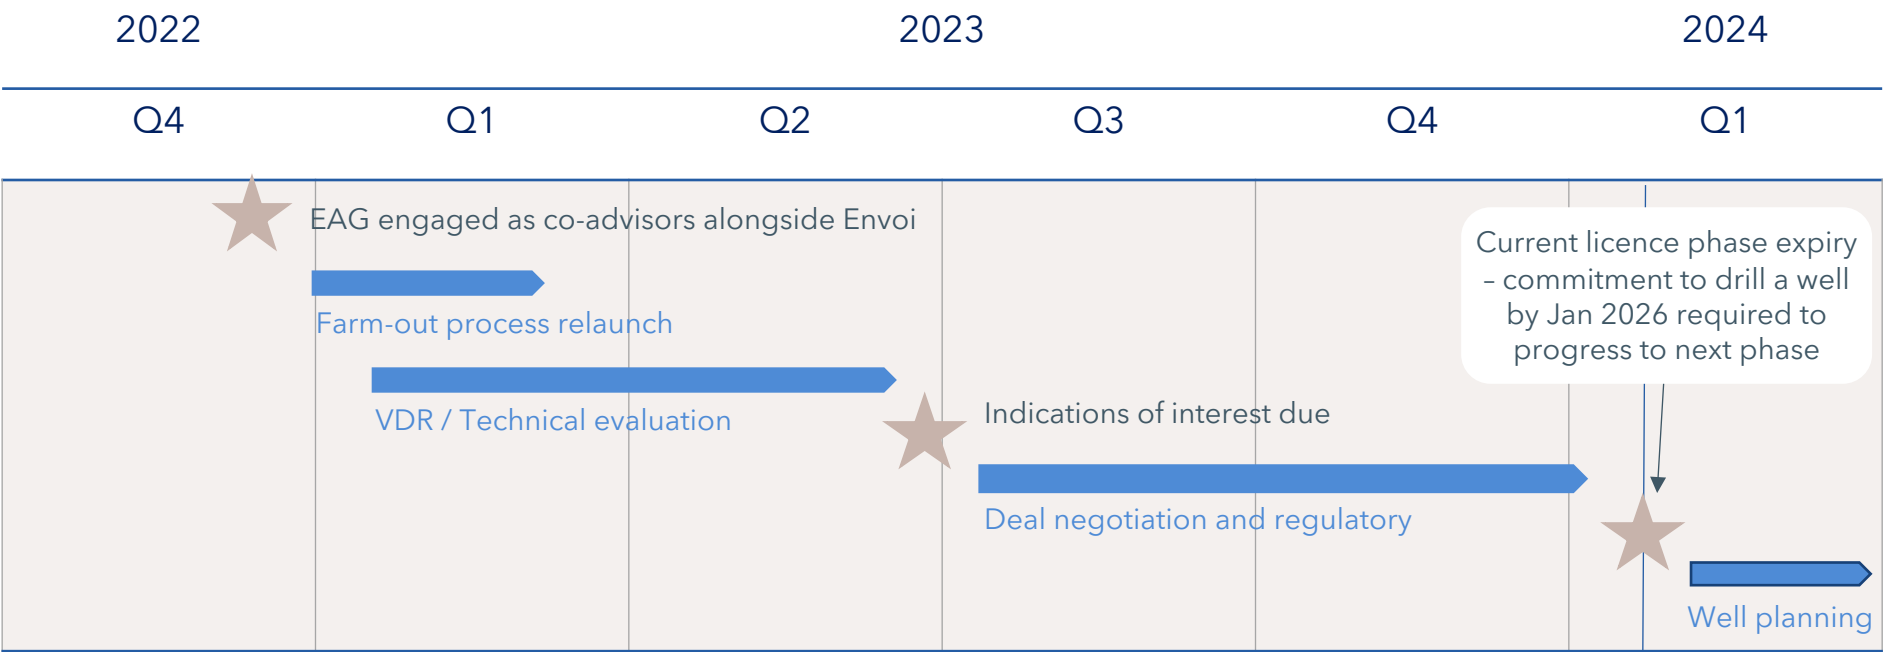 2022 2023 2024
Q4 Q1 Q2 Q3 Q4 Q1
EAG engaged as co-advisors alongside Envoi
Farm-out process relaunch
VDR / Technical evaluation
Indications of interest due
Deal negotiation and regulatory
Current licence phase expiry
– commitment to drill a well
by Jan 2026 required to
progress to next phase
Well planning